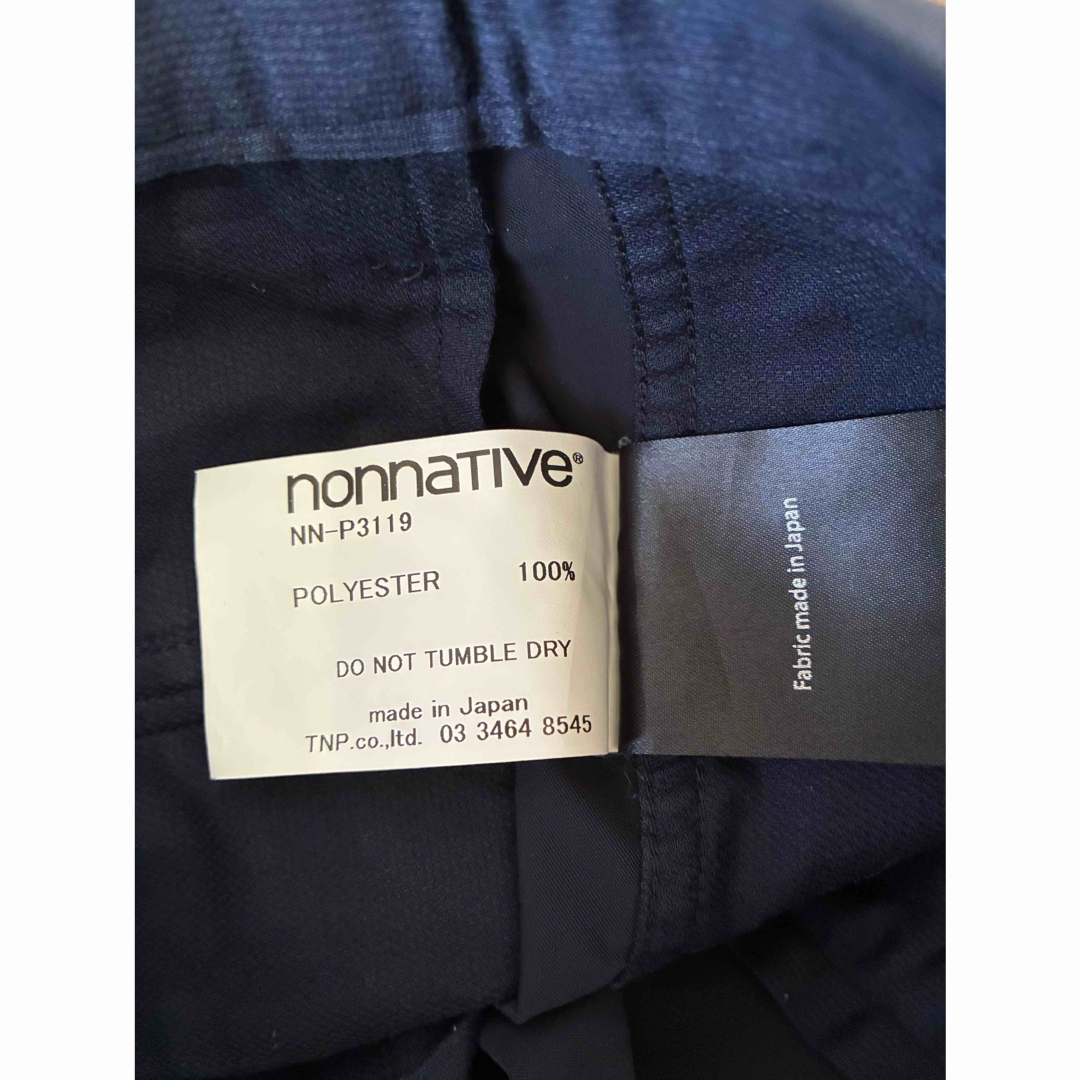 nonnative®
NN-P3119
POLYESTER 100%
DO NOT TUMBLE DRY
made in Japan
TNP.co.,ltd. 03 3464 8545
Fabric made in Japan